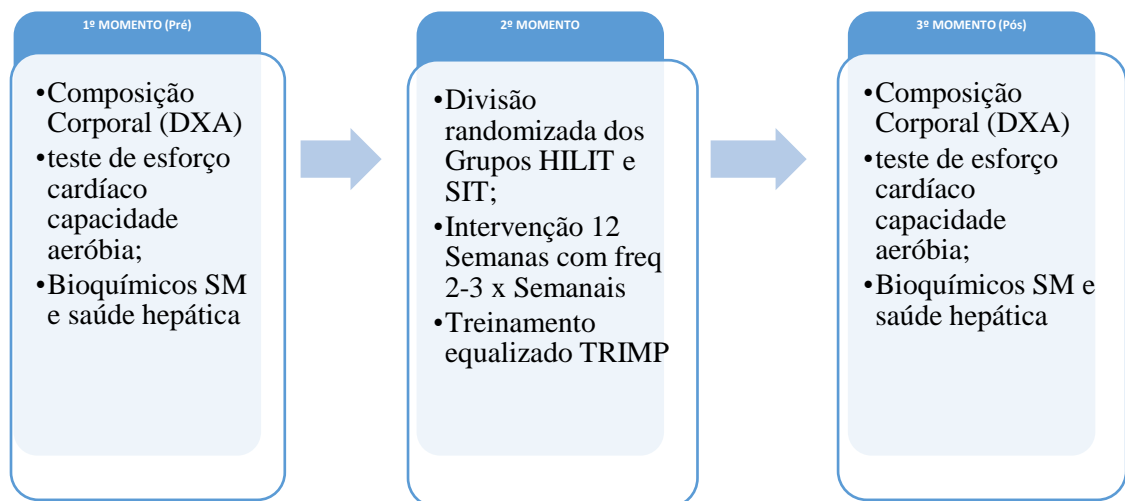 1º MOMENTO (Pré)
•Composição
Corporal (DXA)
•teste de esforço
cardíaco
capacidade
aeróbia;
•Bioquímicos SM
e saúde hepática
2º MOMENTO
•Divisão
randomizada dos
Grupos HILIT e
SIT;
•Intervenção 12
Semanas com freq
2-3 x Semanais
•Treinamento
equalizado TRIMP
3º MOMENTO (Pós)
•Composição
Corporal (DXA)
•teste de esforço
cardíaco
capacidade
aeróbia;
•Bioquímicos SM e
saúde hepática